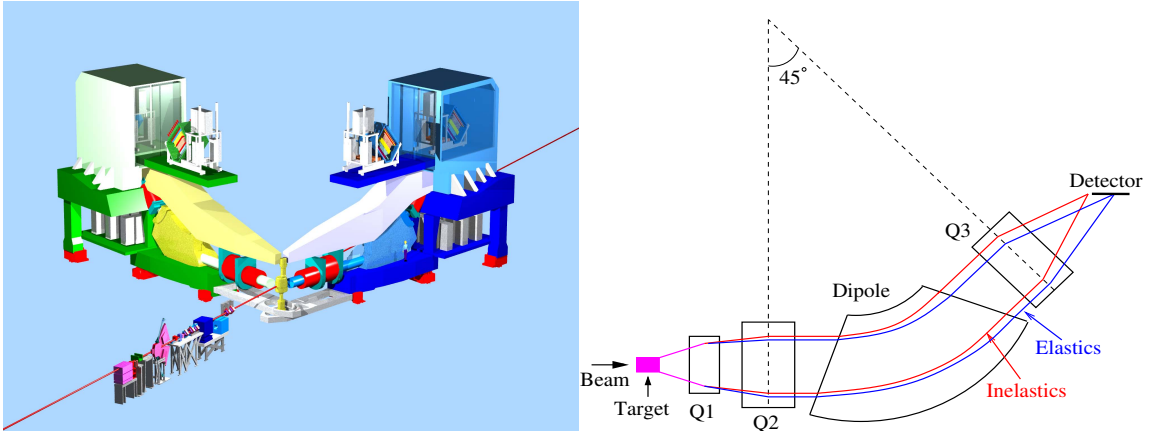 45°
Detector
Q3
Dipole
Elastics
Beam
Inelastics
Target
Q1
Q2